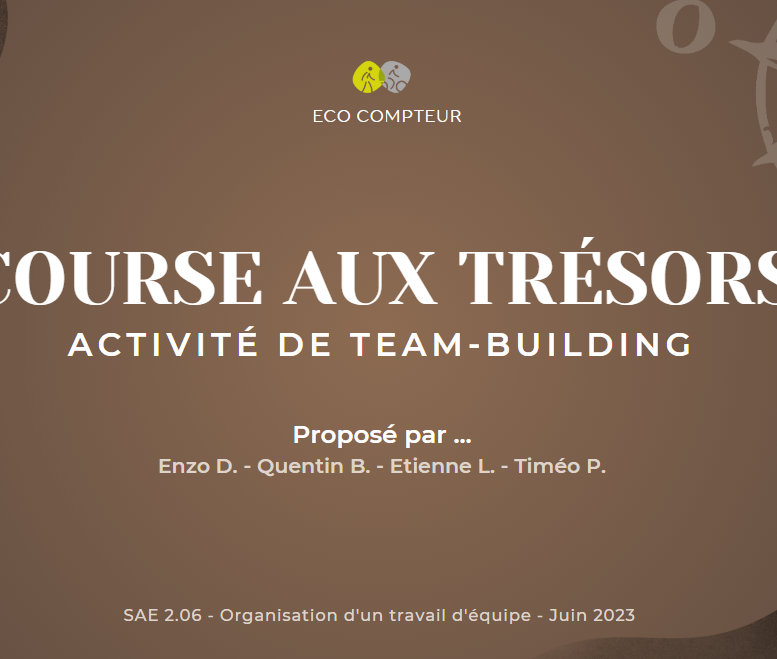 ECO COMPTEUR
COURSE AUX TRÉSORS
ACTIVITÉ DE TEAM-BUILDING
Proposé par ...
Enzo D. - Quentin B. - Etienne L. - Timéo P.
SAE 2.06 - Organisation d'un travail d'équipe - Juin 2023